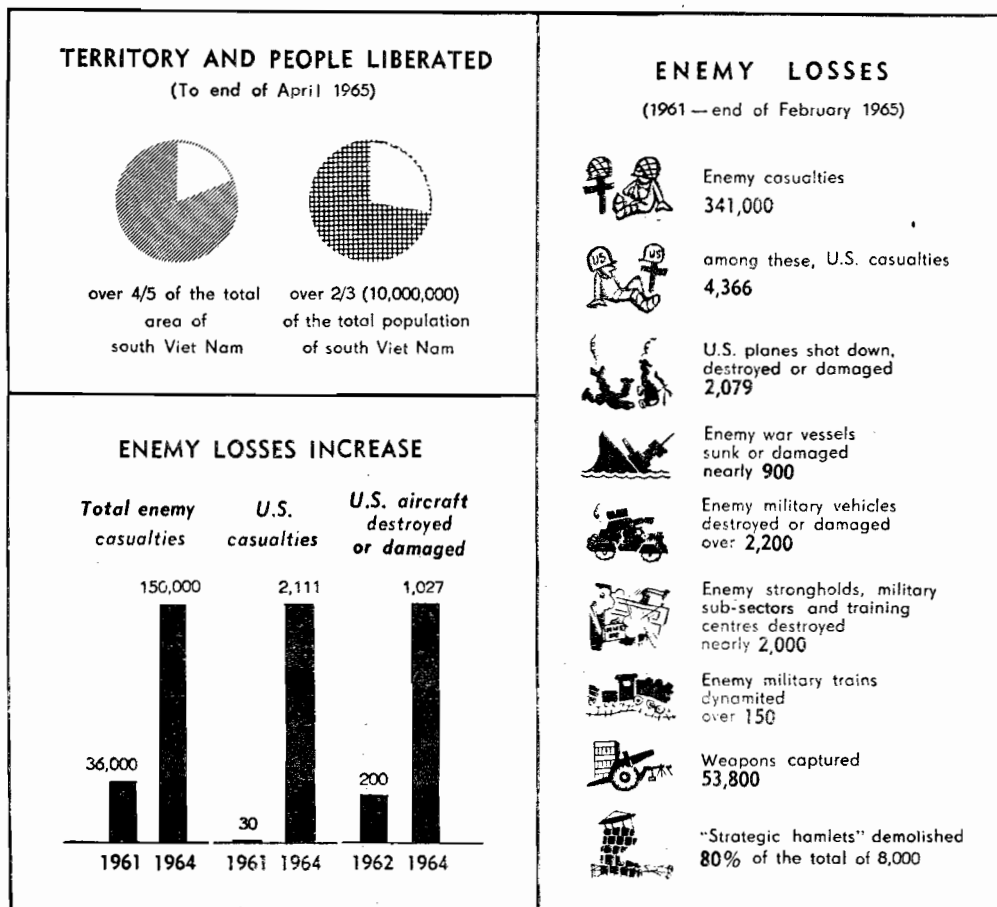 TERRITORY AND PEOPLE LIBERATED
(To end of April 1965)
over 4/5 of the total
area of
south Viet Nam
over 2/3 (10,000,000)
of the total population
of south Viet Nam
ENEMY LOSSES INCREASE
Total enemy
casualties
U.S.
casualties
U.S. aircraft
destroyed
or damaged
36,000
150,000
30
2,111
200
1,027
1961 1964
1961 1964
1962 1964
ENEMY LOSSES
(1961 — end of February 1965)
Enemy casualties
341,000
US
US
among these, U.S. casualties
4,366
U.S. planes shot down,
destroyed or damaged
2,079
Enemy war vessels
sunk or damaged
nearly 900
Enemy military vehicles
destroyed or damaged
over 2,200
Enemy strongholds, military
sub-sectors and training
centres destroyed
nearly 2,000
Enemy military trains
dynamited
over 150
Weapons captured
53,800
"Strategic hamlets" demolished
80% of the total of 8,000